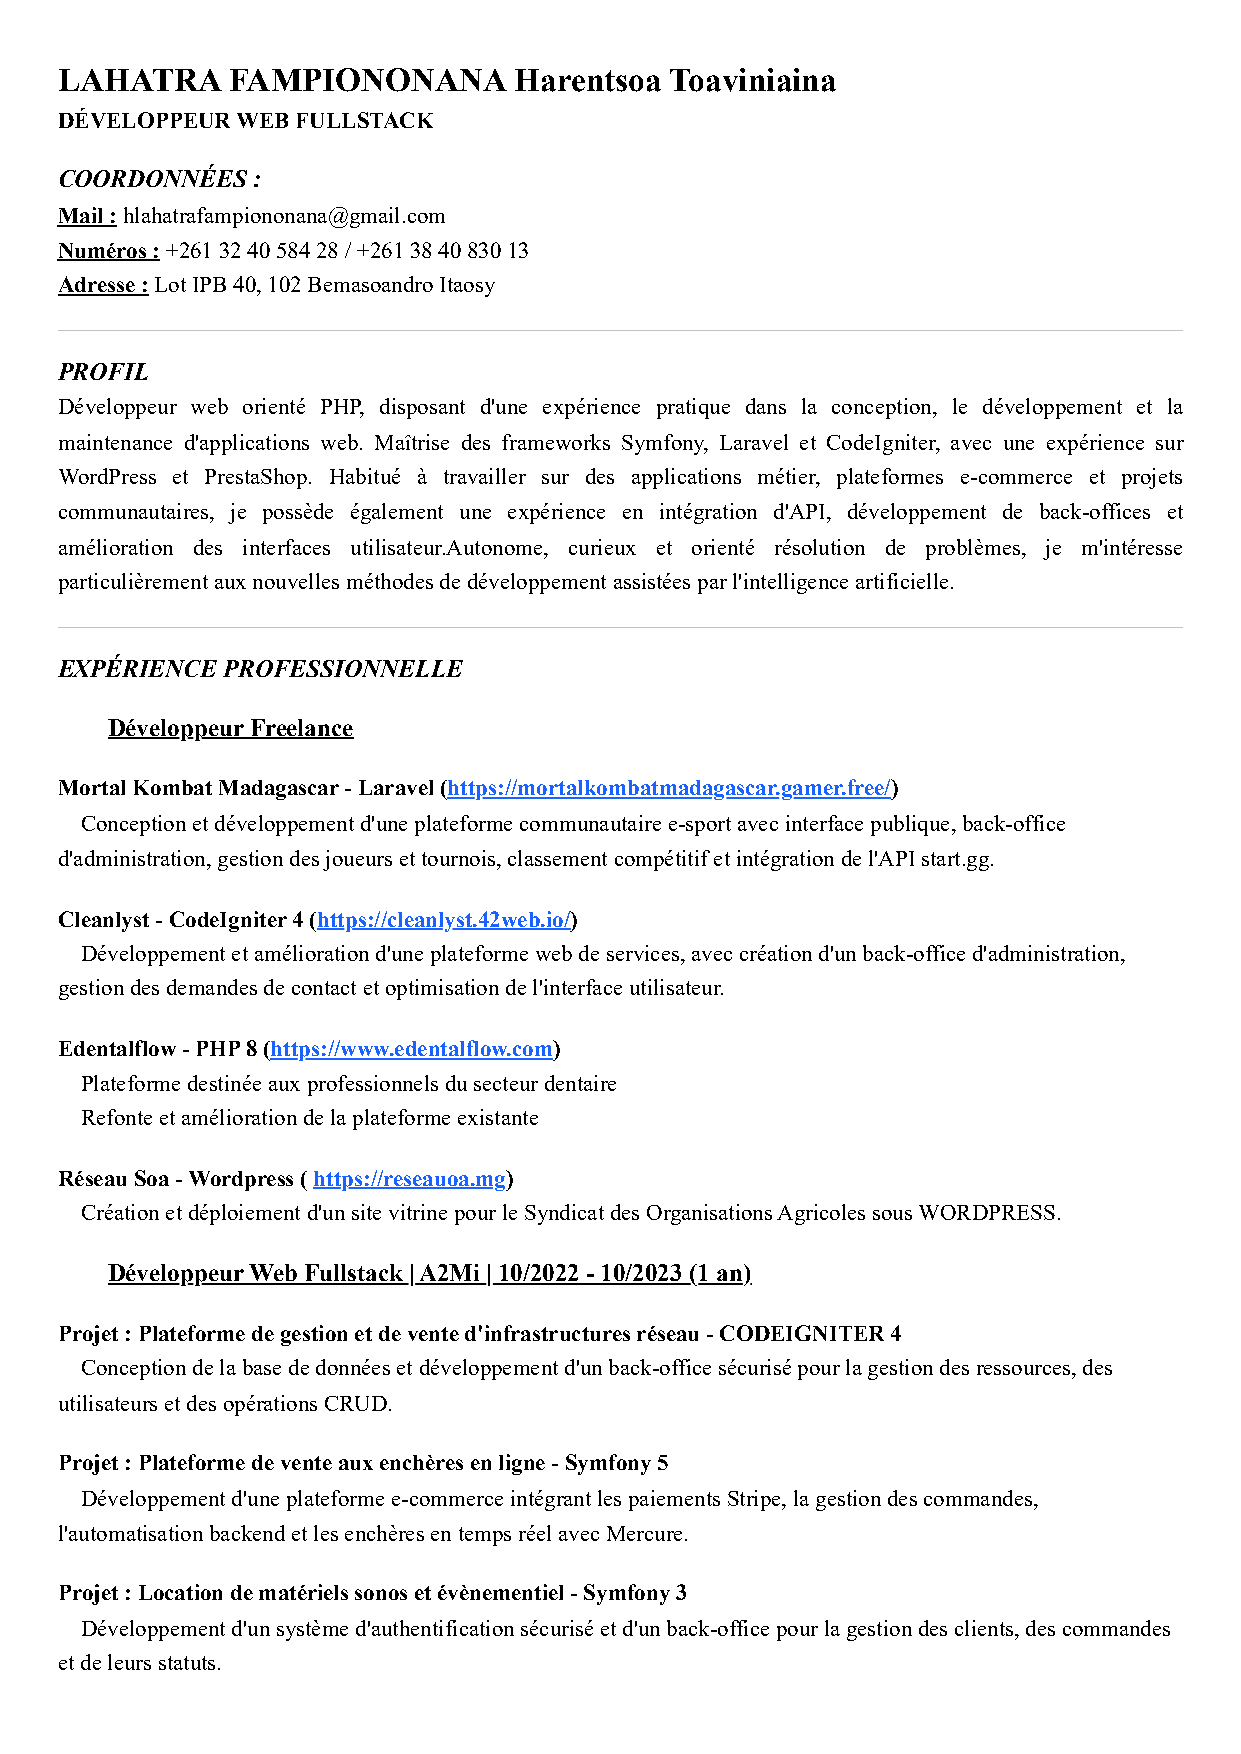 LAHATRA FAMPIONONANA Harentsoa Toaviniaina
DÉVELOPPEUR WEB FULLSTACK
COORDONNÉES :
Mail : hlahatrafampiononana@gmail.com
Numéros : +261 32 40 584 28 / +261 38 40 830 13
Adresse : Lot IPB 40, 102 Bemasoandro Itaosy
PROFIL
Développeur web orienté PHP, disposant d'une expérience pratique dans la conception, le développement et la
maintenance d'applications web. Maîtrise des frameworks Symfony, Laravel et CodeIgniter, avec une expérience sur
WordPress et PrestaShop. Habitué à travailler sur des applications métier, plateformes e-commerce et projets
communautaires, je possède également une expérience en intégration d'API, développement de back-offices et
amélioration des interfaces utilisateur.Autonome, curieux et orienté résolution de problèmes, je m'intéresse
particulièrement aux nouvelles méthodes de développement assistées par l'intelligence artificielle.
EXPÉRIENCE PROFESSIONNELLE
Développeur Freelance
Mortal Kombat Madagascar - Laravel (https://mortalkombatmadagascar.gamer.free/)
Conception et développement d'une plateforme communautaire e-sport avec interface publique, back-office
d'administration, gestion des joueurs et tournois, classement compétitif et intégration de l'API start.gg.
Cleanlyst - CodeIgniter 4 (https://cleanlyst.42web.io/)
Développement et amélioration d'une plateforme web de services, avec création d'un back-office d'administration,
gestion des demandes de contact et optimisation de l'interface utilisateur.
Edentalflow - PHP 8 (https://www.edentalflow.com)
Plateforme destinée aux professionnels du secteur dentaire
Refonte et amélioration de la plateforme existante
Réseau Soa - Wordpress ( https://reseauoa.mg)
Création et déploiement d'un site vitrine pour le Syndicat des Organisations Agricoles sous WORDPRESS.
Développeur Web Fullstack | A2Mi | 10/2022 - 10/2023 (1 an)
Projet : Plateforme de gestion et de vente d'infrastructures réseau - CODEIGNITER 4
Conception de la base de données et développement d'un back-office sécurisé pour la gestion des ressources, des
utilisateurs et des opérations CRUD.
Projet : Plateforme de vente aux enchères en ligne - Symfony 5
Développement d'une plateforme e-commerce intégrant les paiements Stripe, la gestion des commandes,
l'automatisation backend et les enchères en temps réel avec Mercure.
Projet : Location de matériels sonos et évènementiel - Symfony 3
Développement d'un système d'authentification sécurisé et d'un back-office pour la gestion des clients, des commandes
et de leurs statuts.